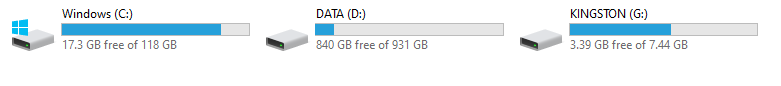 Windows (C:)
17.3 GB free of 118 GB
DATA (D:)
840 GB free of 931 GB
KINGSTON (G:)
3.39 GB free of 7.44 GB